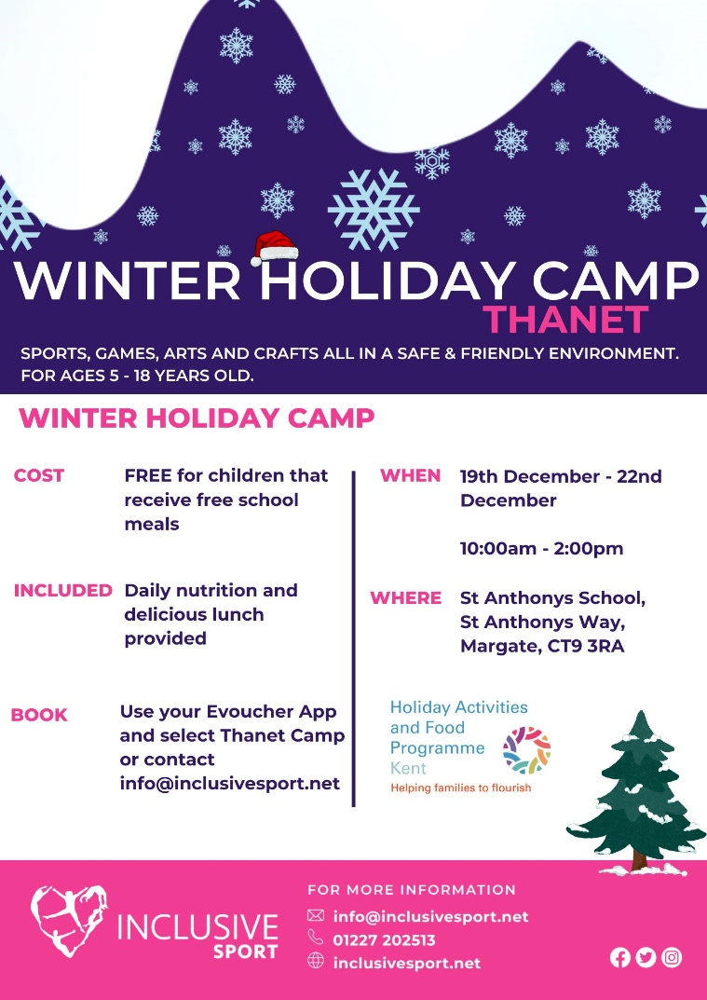 WINTER HOLIDAY CAMP
THANET
SPORTS, GAMES, ARTS AND CRAFTS ALL IN A SAFE & FRIENDLY ENVIRONMENT.
FOR AGES 5 - 18 YEARS OLD.
WINTER HOLIDAY CAMP
COST
FREE for children that
receive free school
meals
INCLUDED
Daily nutrition and
delicious lunch
provided
BOOK
Use your Evoucher App
and select Thanet Camp
or contact
info@inclusivesport.net
WHEN
19th December - 22nd
December
10:00am - 2:00pm
WHERE
St Anthonys School,
St Anthonys Way,
Margate, CT9 3RA
Holiday Activities
and Food
Programme
Kent
Helping families to flourish
INCLUSIVE
SPORT
FOR MORE INFORMATION
info@inclusivesport.net
01227 202513
inclusivesport.net